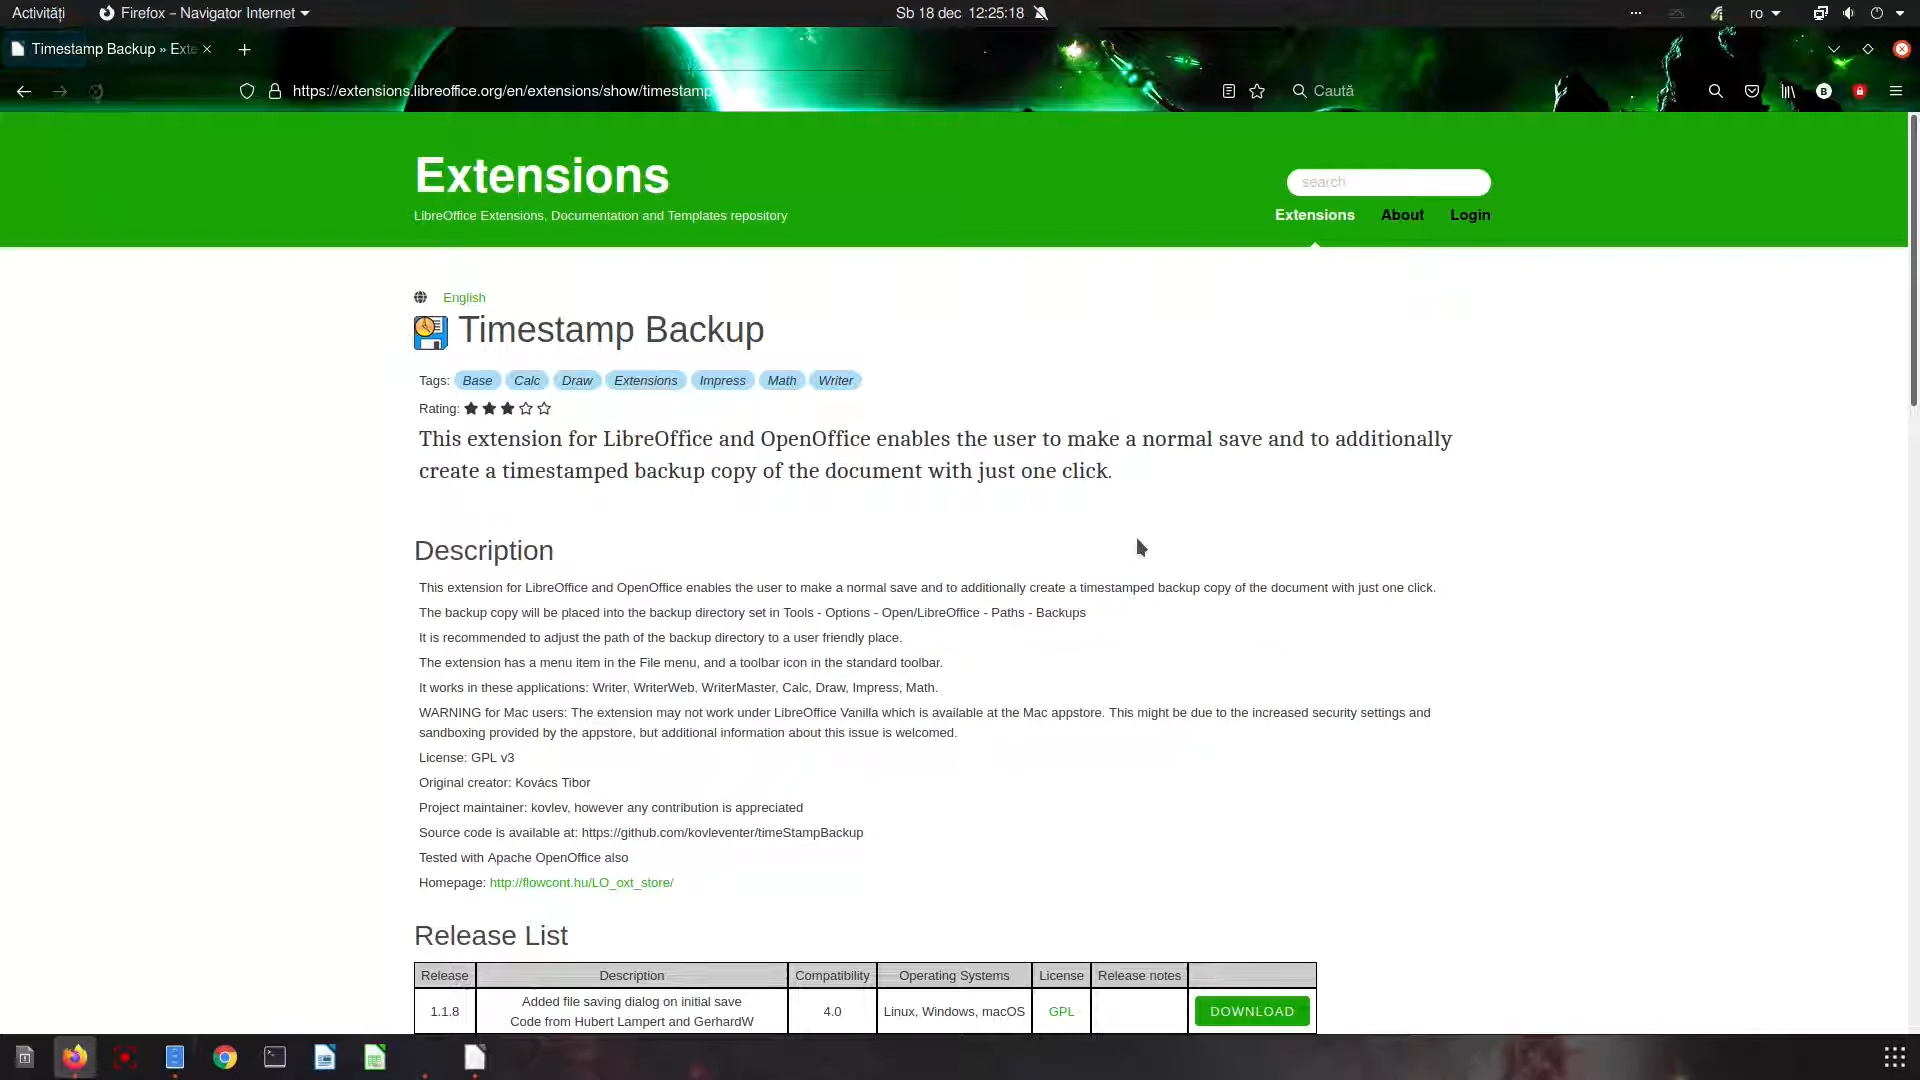 Activități
Firefox – Navigator Internet
Sb 18 dec 12:25:18
ro
Timestamp Backup » Exte
https://extensions.libreoffice.org/en/extensions/show/timestamp
Caută
Extensions
LibreOffice Extensions, Documentation and Templates repository
search
Extensions About Login
English
Timestamp Backup
Tags: Base Calc Draw Extensions Impress Math Writer
Rating:
This extension for LibreOffice and OpenOffice enables the user to make a normal save and to additionally
create a timestamped backup copy of the document with just one click.
Description
This extension for LibreOffice and OpenOffice enables the user to make a normal save and to additionally create a timestamped backup copy of the document with just one click.
The backup copy will be placed into the backup directory set in Tools - Options - Open/LibreOffice - Paths - Backups
It is recommended to adjust the path of the backup directory to a user friendly place.
The extension has a menu item in the File menu, and a toolbar icon in the standard toolbar.
It works in these applications: Writer, WriterWeb, WriterMaster, Calc, Draw, Impress, Math.
WARNING for Mac users: The extension may not work under LibreOffice Vanilla which is available at the Mac appstore. This might be due to the increased security settings and
sandboxing provided by the appstore, but additional information about this issue is welcomed.
License: GPL v3
Original creator: Kovács Tibor
Project maintainer: kovlev, however any contribution is appreciated
Source code is available at: https://github.com/kovleventer/timeStampBackup
Tested with Apache OpenOffice also
Homepage: http://flowcont.hu/LO_oxt_store/
Release List
Release Description Compatibility Operating Systems License Release notes
1.1.8 Added file saving dialog on initial save
Code from Hubert Lampert and GerhardW 4.0 Linux, Windows, macOS GPL DOWNLOAD